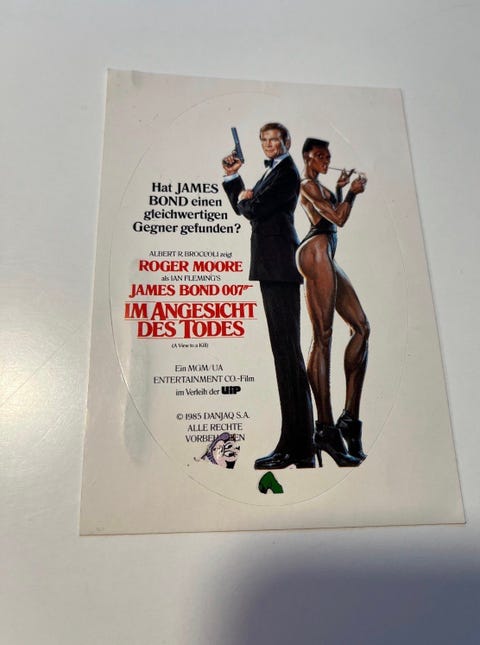 Hat JAMES
BOND einen
gleichwertigen
Gegner gefunden?
ALBERT R. BROCCOLI zeigt
ROGER MOORE
als IAN FLEMING'S
JAMES BOND 007
IM ANGESICHT
DES TODES
(A View to a Kill)
Ein MGM/UA
ENTERTAINMENT CO.-Film
im Verleih der UIP
© 1985 DANJAQ S.A.
ALLE RECHTE